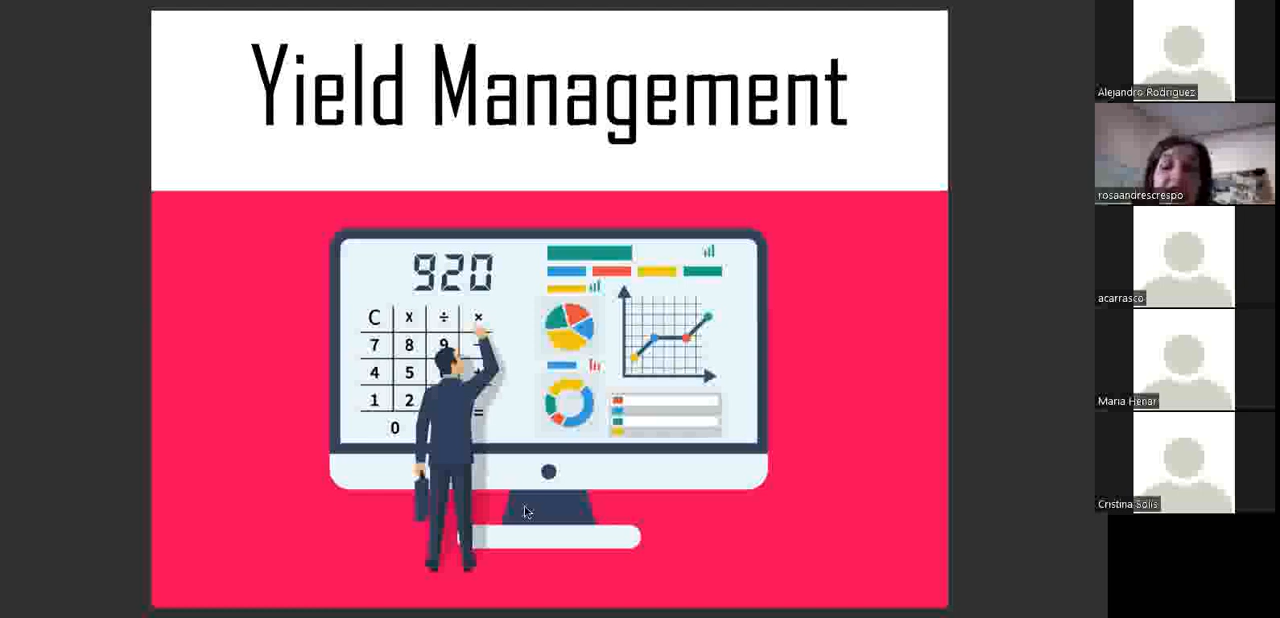 Yield Management
920
C x ÷ ×
7 8 9 -
4 5 +
1 2 =
0
Alejandro Rodriguez
rosaandrescrespo
acarrasco
Maria Henar
Cristina Solis